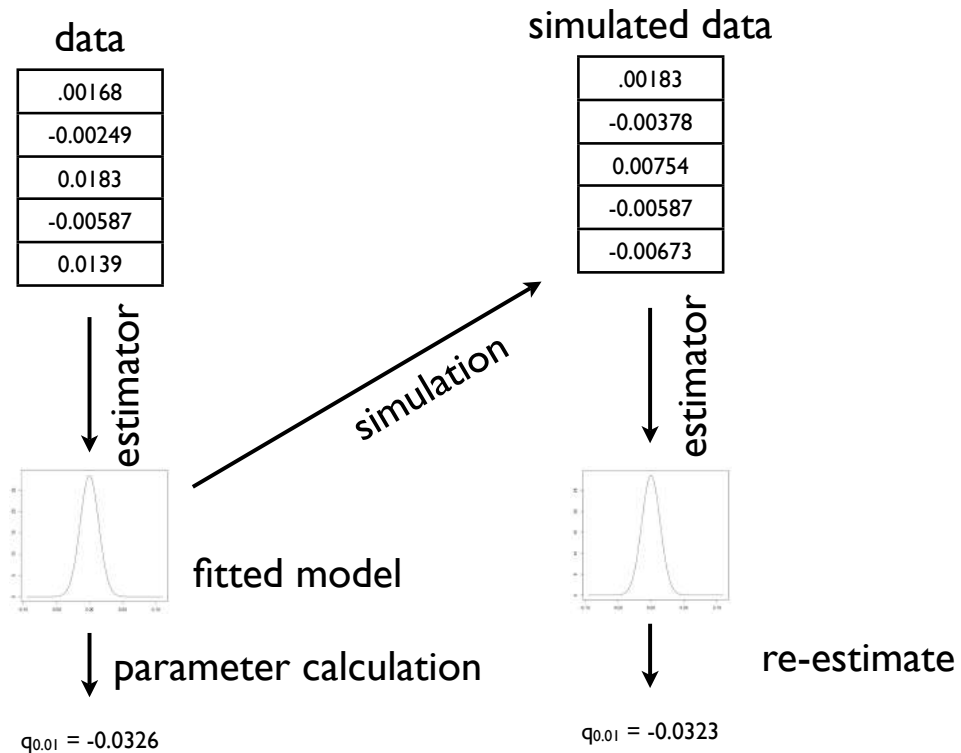 data
.00168
-0.00249
0.0183
-0.00587
0.0139
estimator
fitted model
parameter calculation
q0.01 = -0.0326
simulation
simulated data
.00183
-0.00378
0.00754
-0.00587
-0.00673
estimator
re-estimate
q0.01 = -0.0323